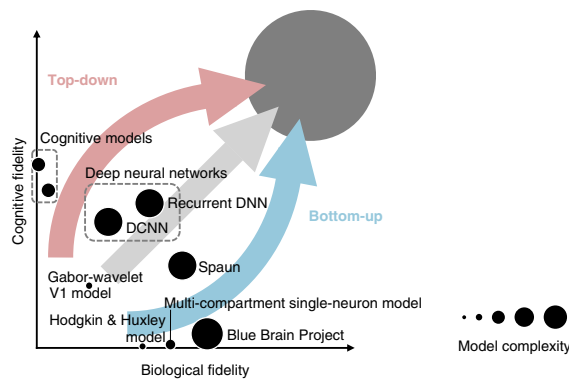 Top-down
Cognitive models
Deep neural networks
Recurrent DNN
DCNN
Bottom-up
Cognitive fidelity
Spaun
Gabor-wavelet
V1 model
Multi-compartment single-neuron model
Hodgkin & Huxley
model
Blue Brain Project
Model complexity
Biological fidelity